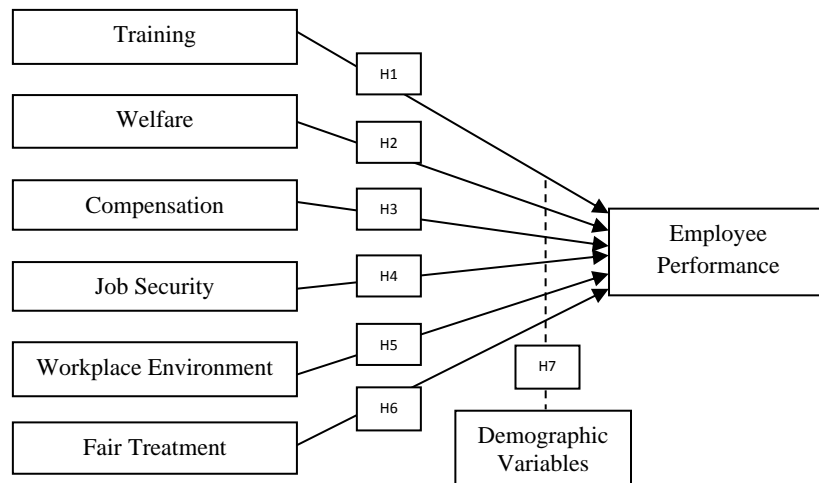 Training
H1
Welfare
H2
Compensation
H3
Employee
Performance
Job Security
H4
Workplace Environment
H5
H7
Fair Treatment
H6
Demographic
Variables